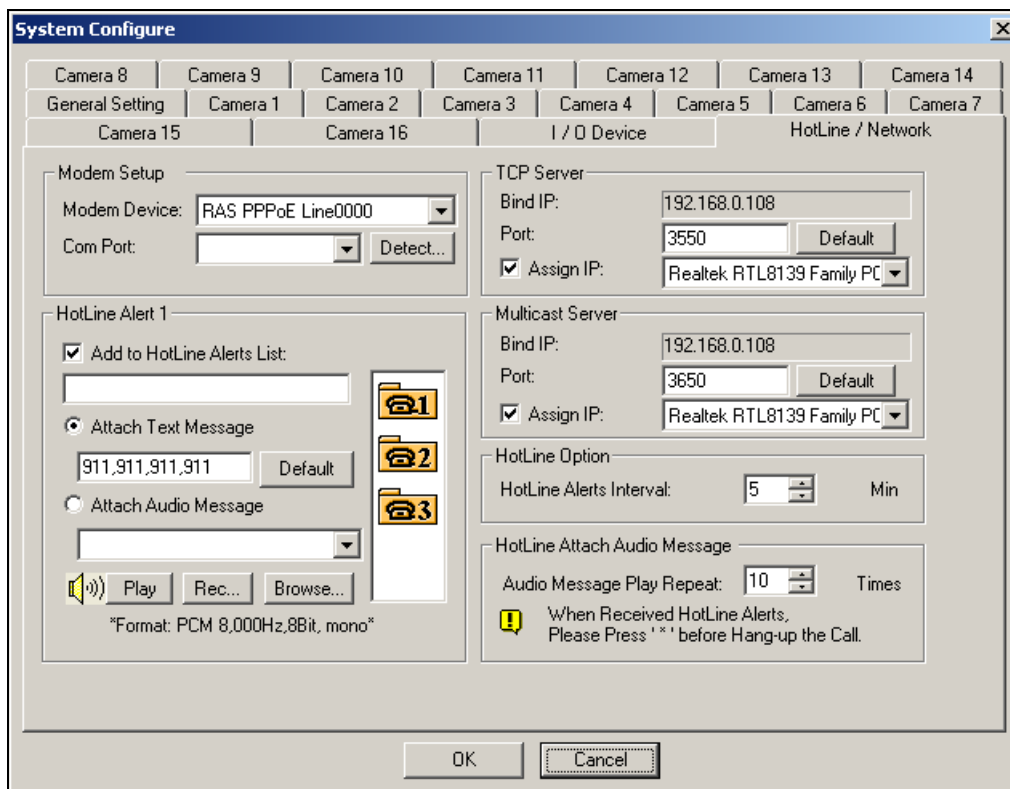 System Configure
Camera 8
Camera 9
Camera 10
Camera 11
Camera 12
Camera 13
Camera 14
General Setting
Camera 1
Camera 2
Camera 3
Camera 4
Camera 5
Camera 6
Camera 7
Camera 15
Camera 16
I / O Device
HotLine / Network
Modem Setup
Modem Device:
RAS PPPoE Line0000
Com Port:
Detect...
HotLine Alert 1
Add to HotLine Alerts List:
Attach Text Message
911,911,911,911
Default
Attach Audio Message
Play
Rec...
Browse...
*Format: PCM 8,000Hz,8Bit, mono*
1
2
3
TCP Server
Bind IP:
192.168.0.108
Port:
3550
Default
Assign IP:
Realtek RTL8139 Family PC
Multicast Server
Bind IP:
192.168.0.108
Port:
3650
Default
Assign IP:
Realtek RTL8139 Family PC
HotLine Option
HotLine Alerts Interval:
5
Min
HotLine Attach Audio Message
Audio Message Play Repeat:
10
Times
When Received HotLine Alerts,
Please Press ' * ' before Hang-up the Call.
OK
Cancel